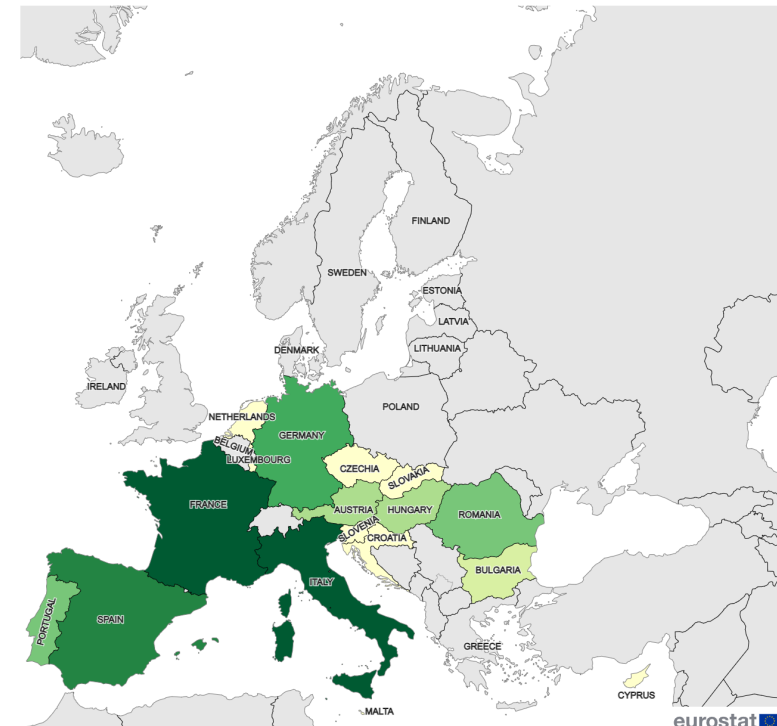 FINLAND
SWEDEN
ESTONIA
LATVIA
LITHUANIA
DENMARK
IRELAND
POLAND
NETHERLANDS
GERMANY
BELGIUM
LUXEMBOURG
CZECHIA
SLOVAKIA
FRANCE
AUSTRIA
HUNGARY
ROMANIA
SLOVENIA
CROATIA
BULGARIA
ITALY
PORTUGAL
SPAIN
GREECE
CYPRUS
MALTA
eurostat